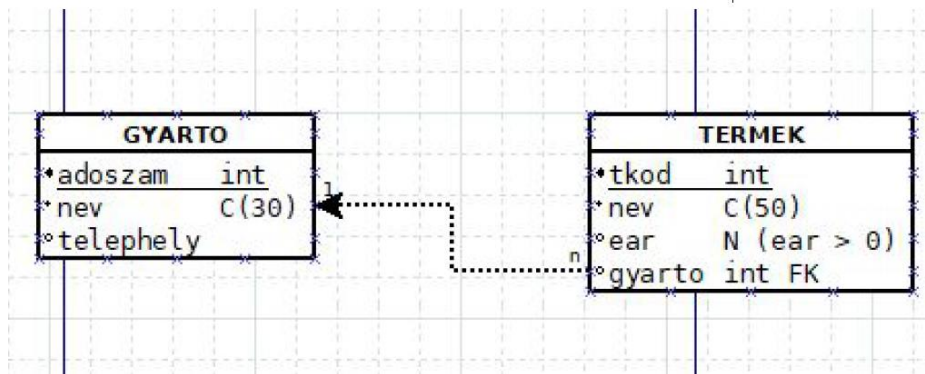 GYARTO
adoszam int
nev C(30)
telephely
1
n
TERMEK
tkod int
nev C(50)
ear N (ear > 0)
gyarto int FK